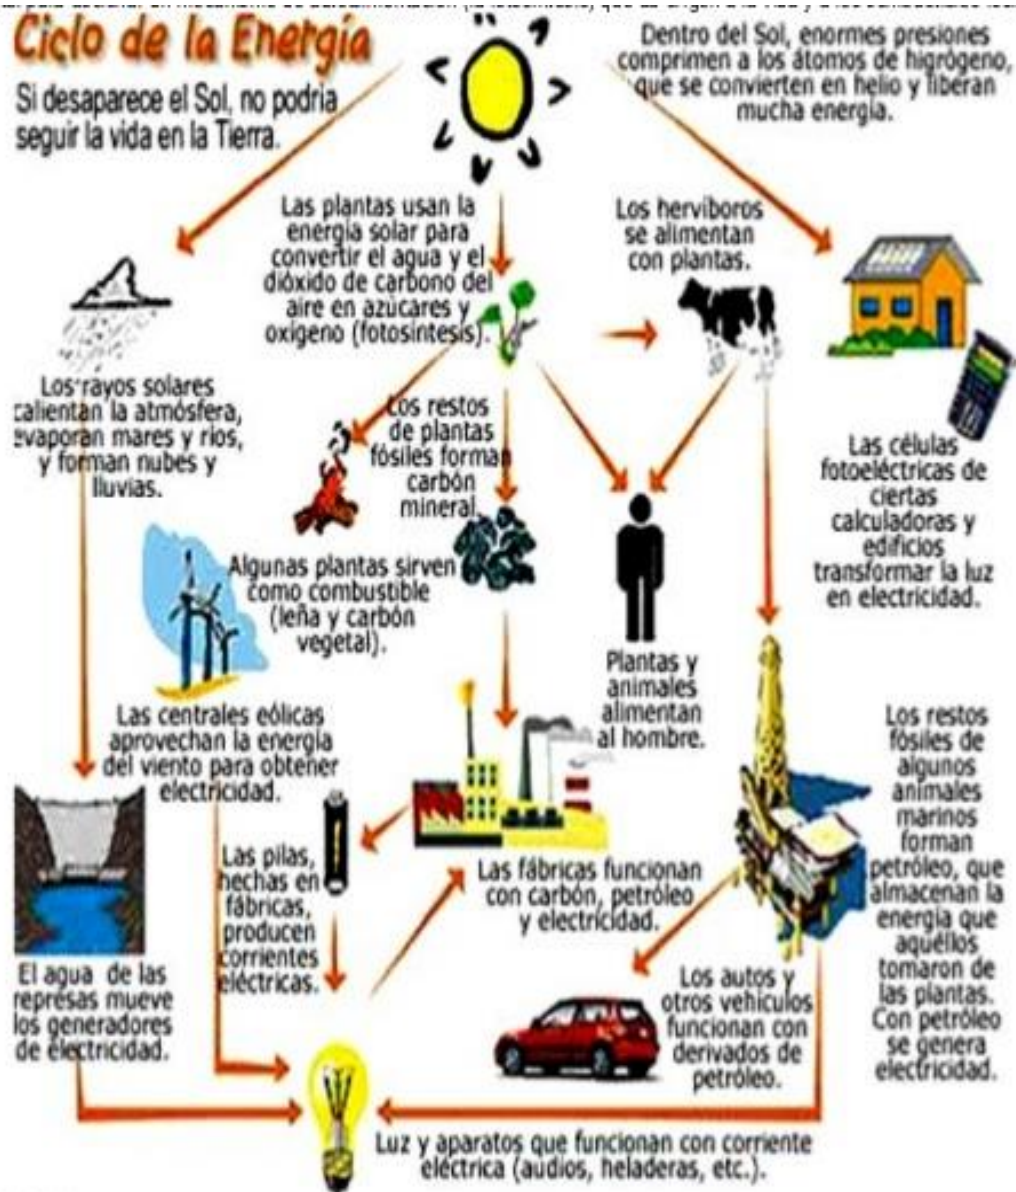 Ciclo de la Energía
Si desaparece el Sol, no podria
seguir la vida en la Tierra.
Dentro del Sol, enormes presiones
comprimen a los átomos de higrógeno,
que se convierten en helio y liberan
mucha energía.
Las plantas usan la
energía solar para
convertir el agua y el
dióxido de carbono del
aire en azúcares y
oxígeno (fotosíntesis).
Los herviboros
se alimentan
con plantas.
Los rayos solares
calientan la atmósfera,
evaporan mares y ríos,
y forman nubes y
lluvias.
Los restos
de plantas
fósiles forman
carbón
mineral.
Las células
fotoeléctricas de
ciertas
calculadoras y
edificios
transformar la luz
en electricidad.
Algunas plantas sirven
como combustible
(leña y carbón
vegetal).
Plantas y
animales
alimentan
al hombre.
Las centrales eólicas
aprovechan la energía
del viento para obtener
electricidad.
Los restos
fósiles de
algunos
animales
marinos
forman
petróleo, que
almacenan la
energía que
aquéllos
tomaron de
las plantas.
Con petróleo
se genera
electricidad.
Las pilas,
hechas en
fábricas,
producen
corrientes
eléctricas.
Las fábricas funcionan
con carbón, petróleo
y electricidad.
El agua de las
represas mueve
los generadores
de electricidad.
Los autos y
otros vehículos
funcionan con
derivados de
petróleo.
Luz y aparatos que funcionan con corriente
eléctrica (audios, heladeras, etc.).